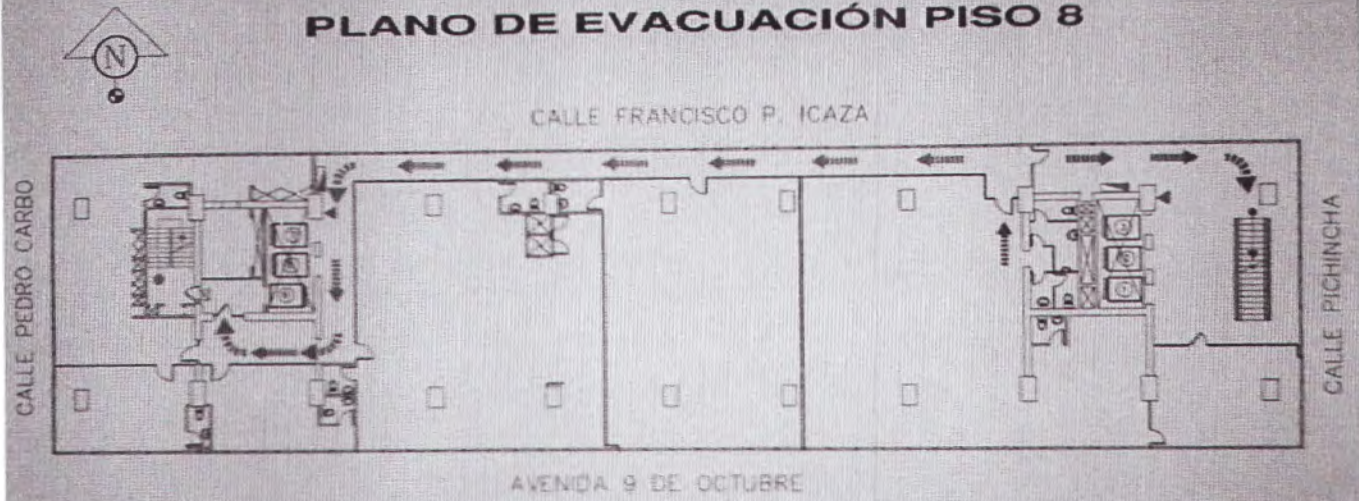 PLANO DE EVACUACIÓN PISO 8
N
CALLE FRANCISCO P. ICAZA
CALLE PEDRO CARBO
CALLE PICHINCHA
AVENIDA 9 DE OCTUBRE